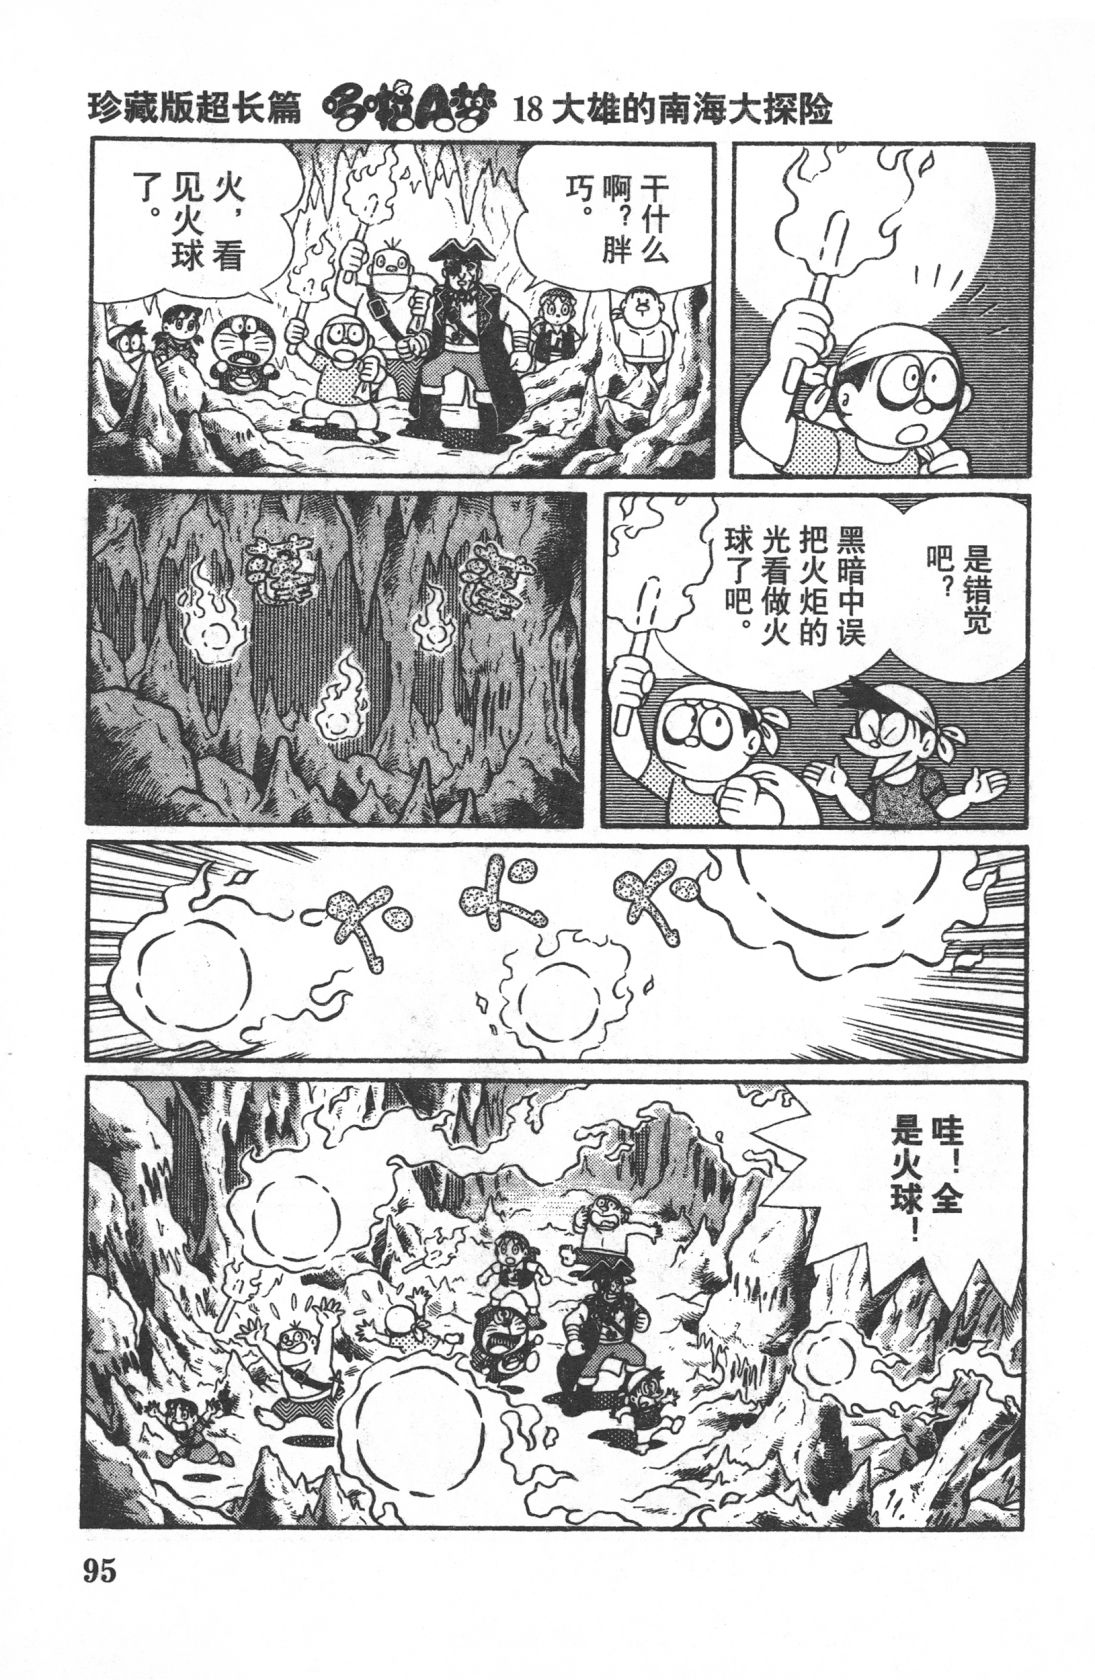 珍藏版超长篇 哆啦A梦 18 大雄的南海大探险
干什么
啊？胖
巧。
火，看
见火球
了。
是错觉
吧？
黑暗中误
把火炬的
光看做火
球了吧。
哇！全
是火球！
95